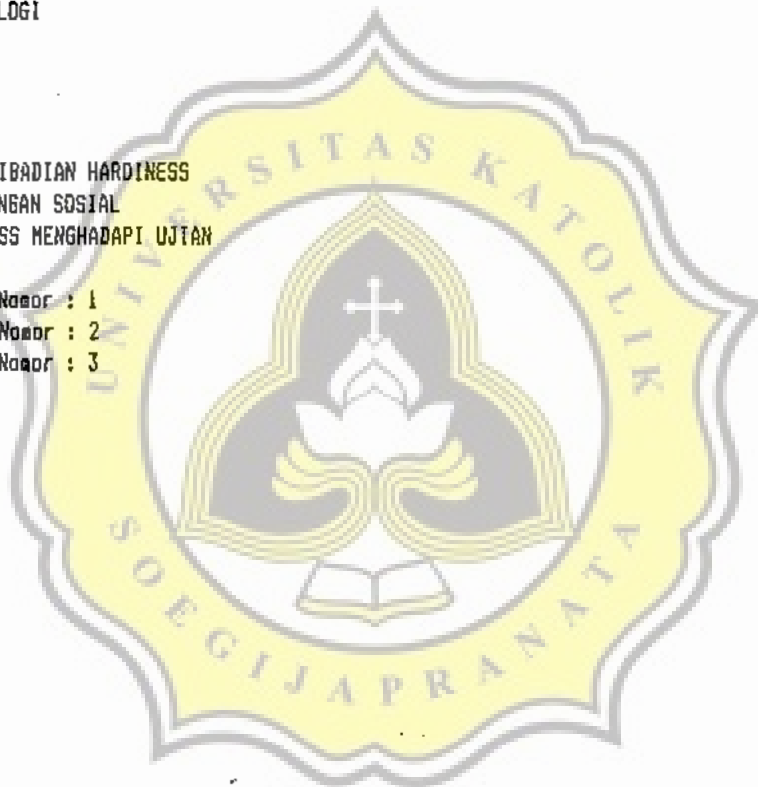 LOGI
IBADIAN HARDINESS
NGAN SOSIAL
SS MENGHADAPI UJIAN
Nomor : 1
Nomor : 2
Nomor : 3
UNIVERSITAS KATOLIK
SOEGIJAPRANATA